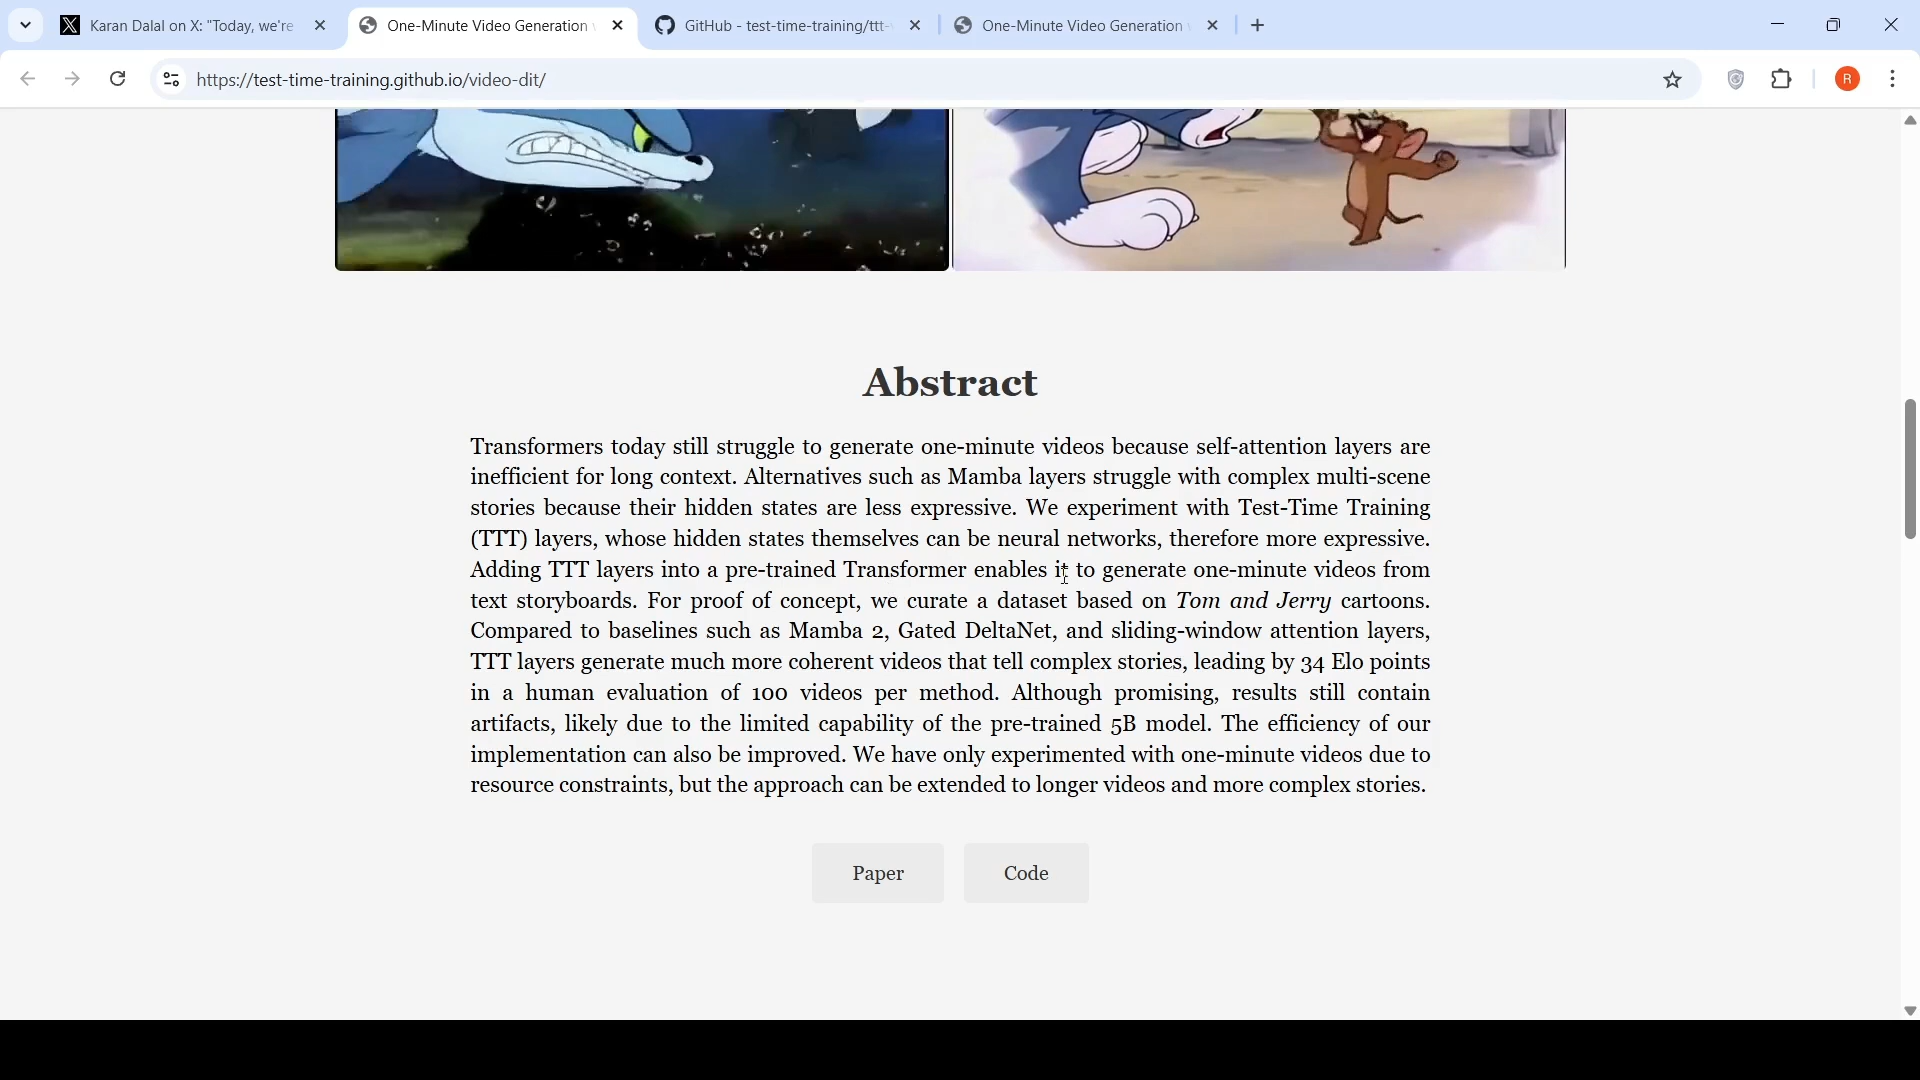 Karan Dalal on X: "Today, we're
One-Minute Video Generation
GitHub - test-time-training/ttt-
One-Minute Video Generation
https://test-time-training.github.io/video-dit/
R
Abstract
Transformers today still struggle to generate one-minute videos because self-attention layers are
inefficient for long context. Alternatives such as Mamba layers struggle with complex multi-scene
stories because their hidden states are less expressive. We experiment with Test-Time Training
(TTT) layers, whose hidden states themselves can be neural networks, therefore more expressive.
Adding TTT layers into a pre-trained Transformer enables it to generate one-minute videos from
text storyboards. For proof of concept, we curate a dataset based on Tom and Jerry cartoons.
Compared to baselines such as Mamba 2, Gated DeltaNet, and sliding-window attention layers,
TTT layers generate much more coherent videos that tell complex stories, leading by 34 Elo points
in a human evaluation of 100 videos per method. Although promising, results still contain
artifacts, likely due to the limited capability of the pre-trained 5B model. The efficiency of our
implementation can also be improved. We have only experimented with one-minute videos due to
resource constraints, but the approach can be extended to longer videos and more complex stories.
Paper
Code